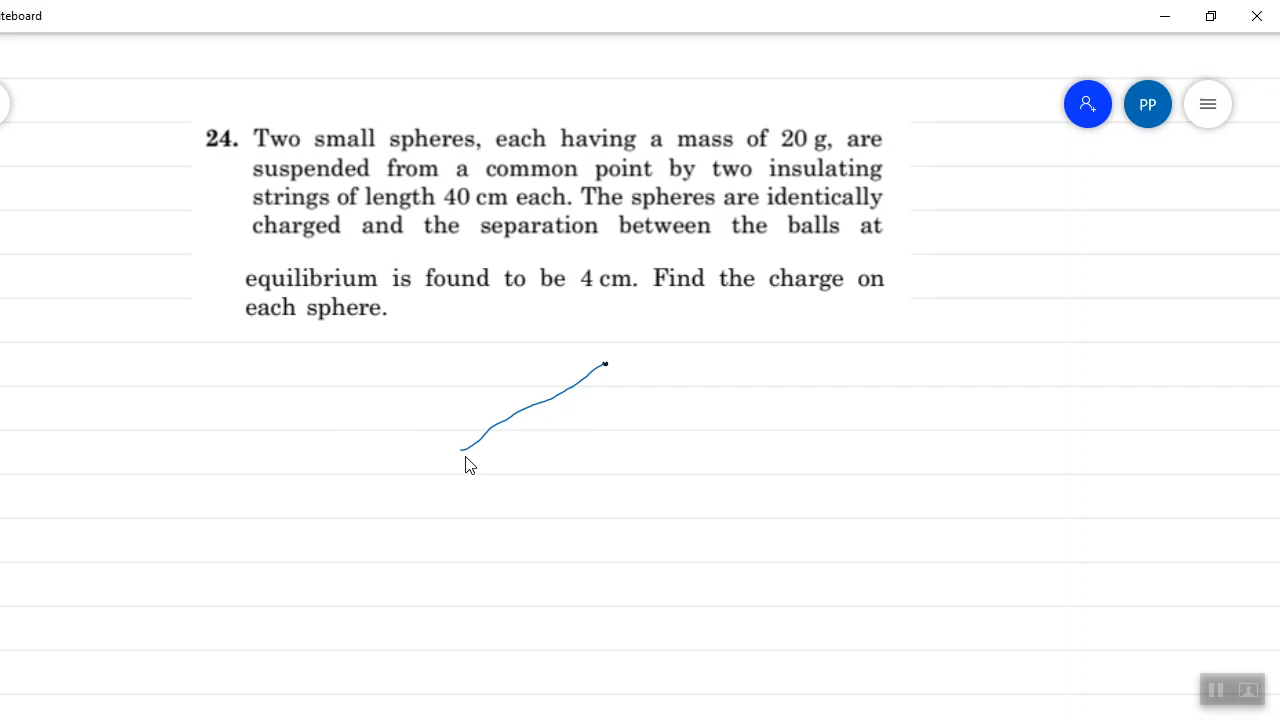 teboard
PP
24. Two small spheres, each having a mass of 20 g, are
suspended from a common point by two insulating
strings of length 40 cm each. The spheres are identically
charged and the separation between the balls at
equilibrium is found to be 4 cm. Find the charge on
each sphere.